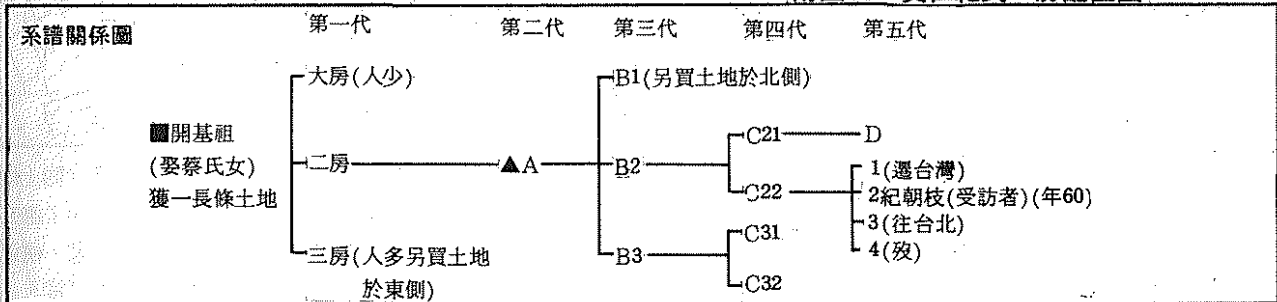 系譜關係圖
第一代 第二代 第三代 第四代 第五代
大房(人少)
B1(另買土地於北側)
■開基祖
(娶蔡氏女)
獲一長條土地
二房
▲A
B2
C21
D
C22
1(遷台灣)
2紀朝枝(受訪者)(年60)
3(往台北)
4(歿)
三房(人多另買土地
於東側)
B3
C31
C32